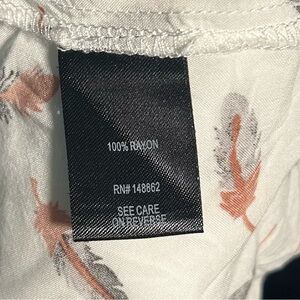 100% RAYON
RN# 148862
SEE CARE
ON REVERSE